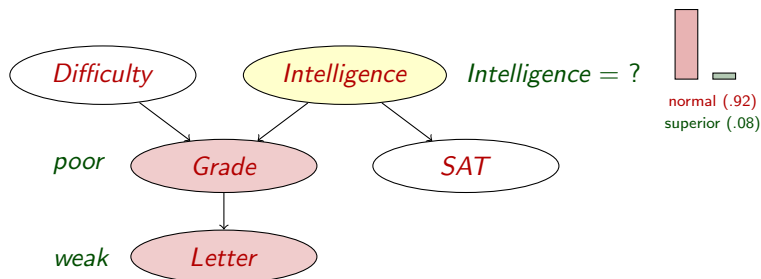 Difficulty
Intelligence
Intelligence = ?
normal (.92)
superior (.08)
poor
Grade
SAT
weak
Letter